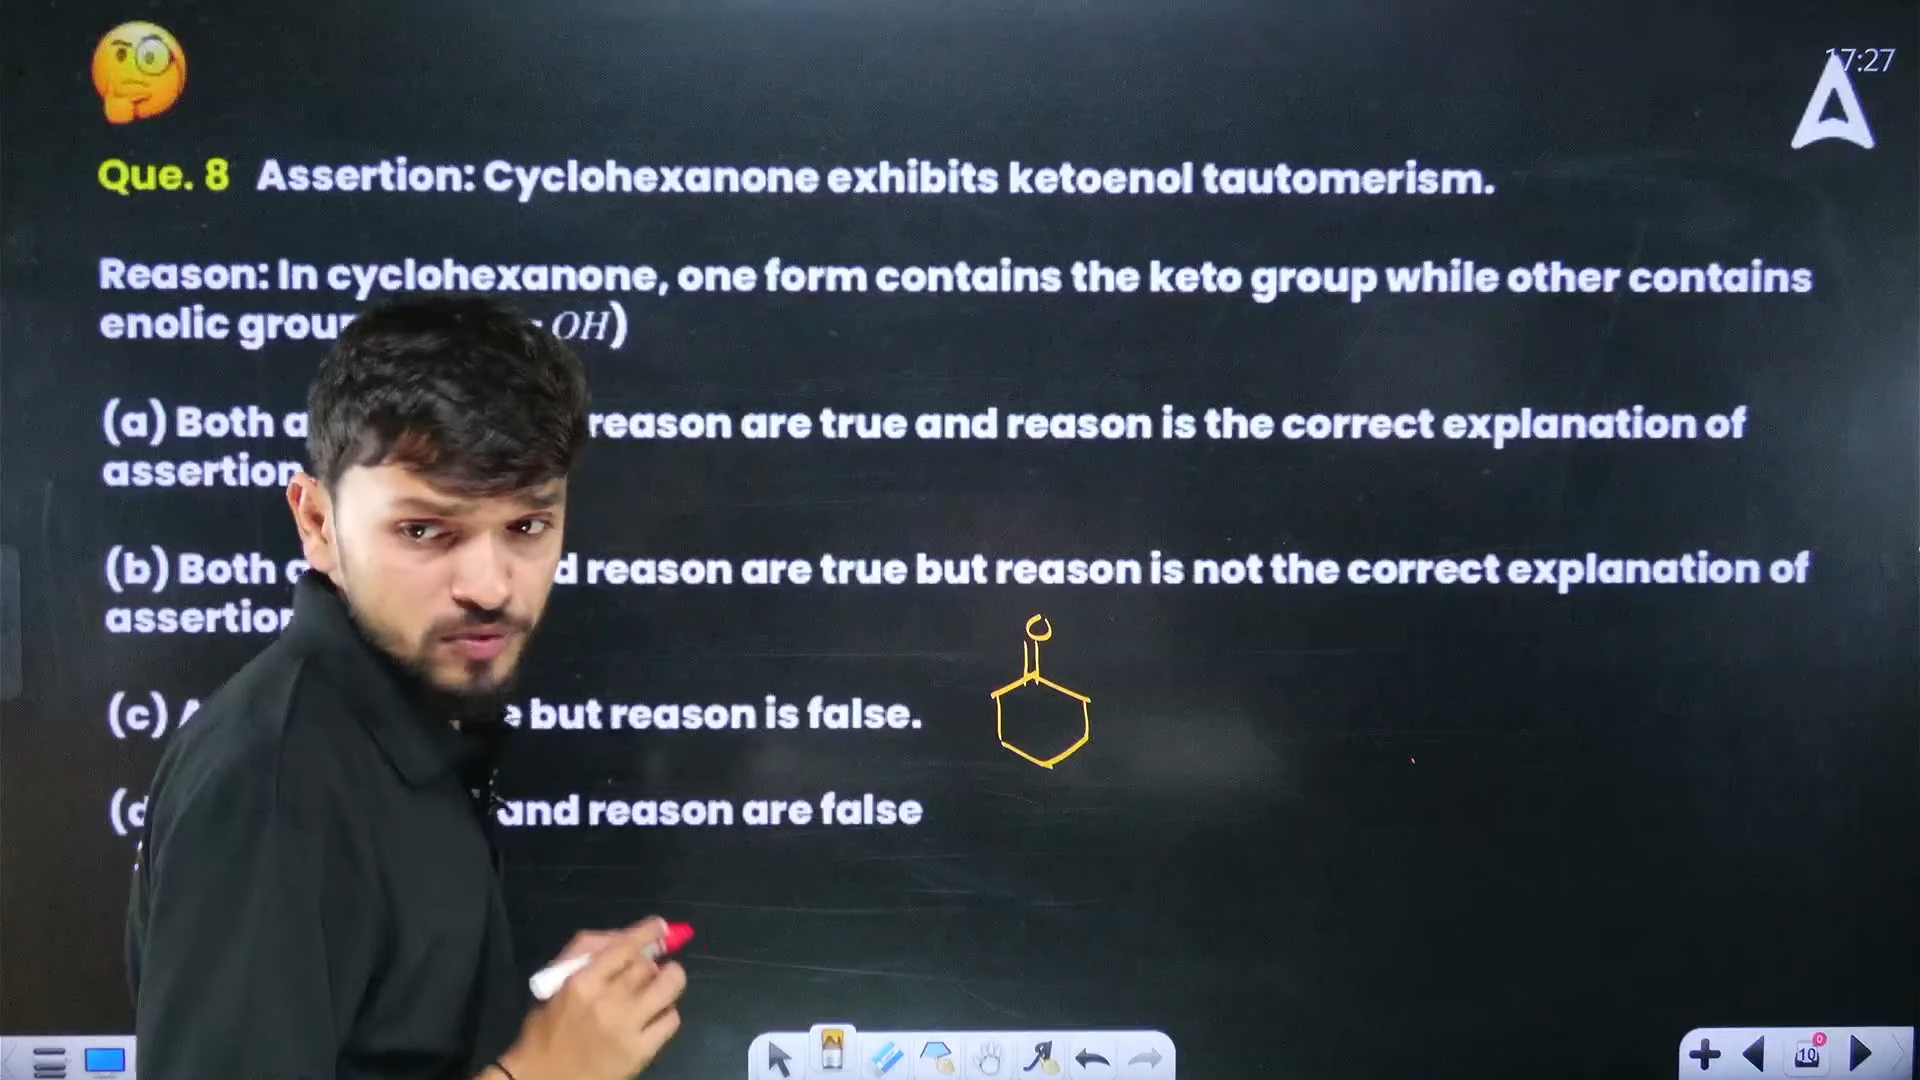 17:27
Que. 8 Assertion: Cyclohexanone exhibits ketoenol tautomerism.
Reason: In cyclohexanone, one form contains the keto group while other contains
enolic - OH)
(a) Both reason are true and reason is the correct explanation of
assertion
(b) Both reason are true but reason is not the correct explanation of
(c) but reason is false.
and reason are false
O
10
0